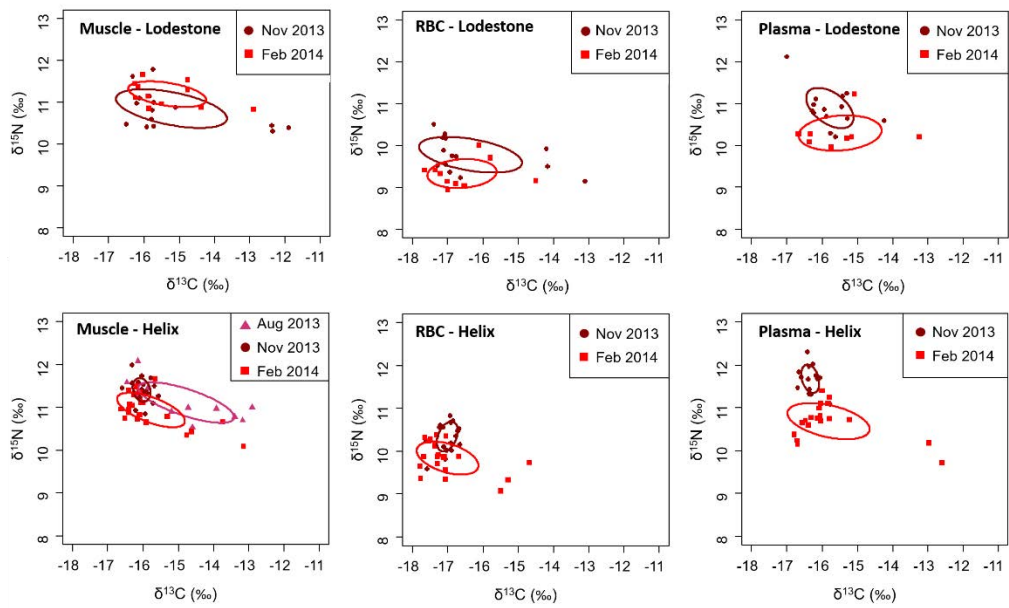 Muscle - Lodestone
Nov 2013
Feb 2014
δ¹⁵N (‰)
13
12
11
10
9
8
-18 -17 -16 -15 -14 -13 -12 -11
δ¹³C (‰)
RBC - Lodestone
Nov 2013
Feb 2014
δ¹⁵N (‰)
13
12
11
10
9
8
-18 -17 -16 -15 -14 -13 -12 -11
δ¹³C (‰)
Plasma - Lodestone
Nov 2013
Feb 2014
δ¹⁵N (‰)
13
12
11
10
9
8
-18 -17 -16 -15 -14 -13 -12 -11
δ¹³C (‰)
Muscle - Helix
Aug 2013
Nov 2013
Feb 2014
δ¹⁵N (‰)
13
12
11
10
9
8
-18 -17 -16 -15 -14 -13 -12 -11
δ¹³C (‰)
RBC - Helix
Nov 2013
Feb 2014
δ¹⁵N (‰)
13
12
11
10
9
8
-18 -17 -16 -15 -14 -13 -12 -11
δ¹³C (‰)
Plasma - Helix
Nov 2013
Feb 2014
δ¹⁵N (‰)
13
12
11
10
9
8
-18 -17 -16 -15 -14 -13 -12 -11
δ¹³C (‰)